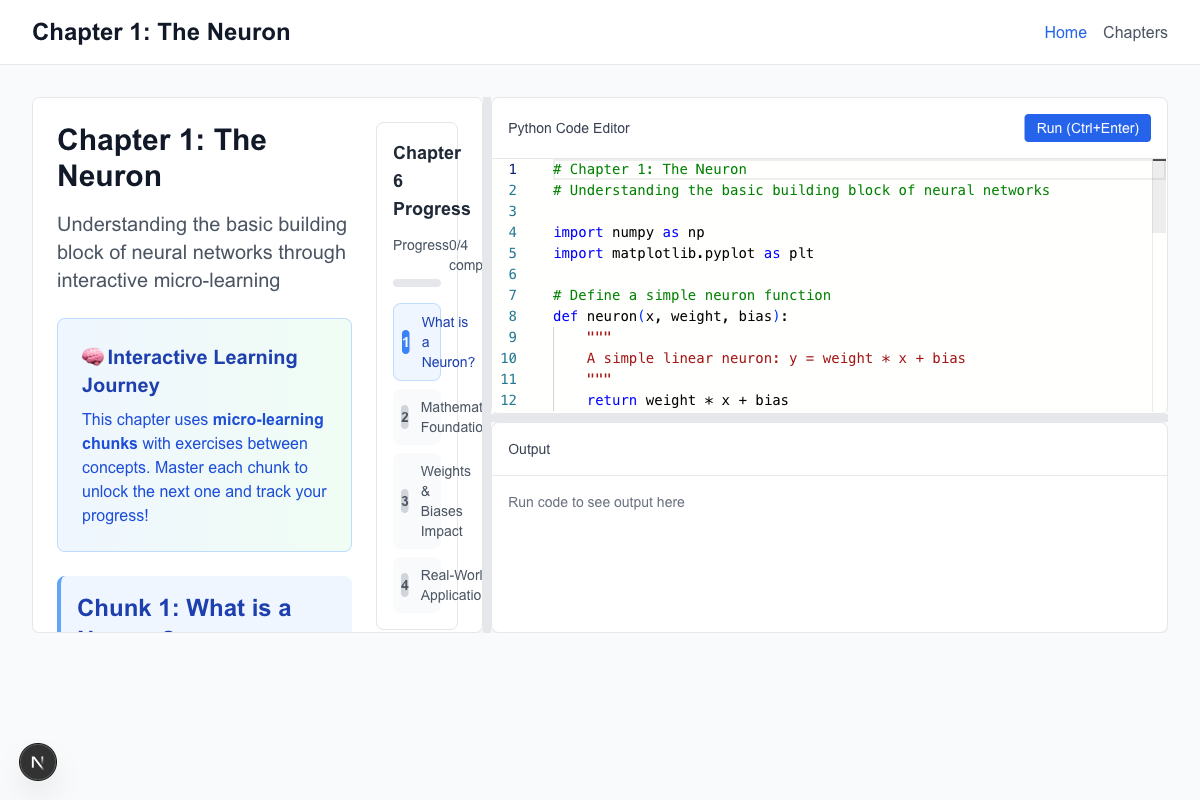 Chapter 1: The Neuron
Home
Chapters
Chapter 1: The
Neuron
Understanding the basic building
block of neural networks through
interactive micro-learning
🧠 Interactive Learning
Journey
This chapter uses micro-learning
chunks with exercises between
concepts. Master each chunk to
unlock the next one and track your
progress!
Chunk 1: What is a
Chapter
6
Progress
Progress0/4
comp
1
What is
a
Neuron?
2
Mathemat
Foundatio
3
Weights
&
Biases
Impact
4
Real-Worl
Applicatio
Python Code Editor
Run (Ctrl+Enter)
1 # Chapter 1: The Neuron
2 # Understanding the basic building block of neural networks
3
4 import numpy as np
5 import matplotlib.pyplot as plt
6
7 # Define a simple neuron function
8 def neuron(x, weight, bias):
9 """
10 A simple linear neuron: y = weight * x + bias
11 """
12 return weight * x + bias
Output
Run code to see output here
N